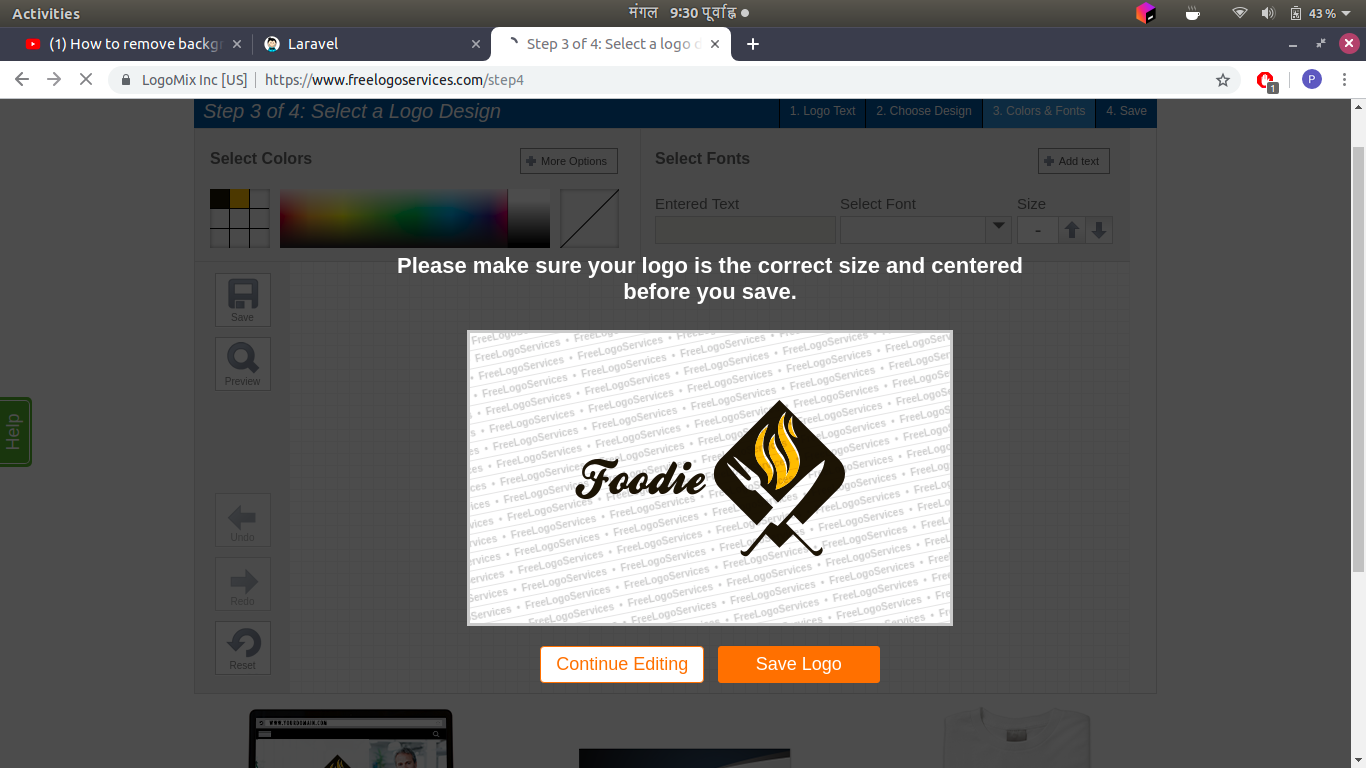 Activities
मंगल 9:30 पूर्वाह्न
43 %
(1) How to remove backgr
Laravel
Step 3 of 4: Select a logo d
LogoMix Inc [US]
https://www.freelogoservices.com/step4
1
P
Step 3 of 4: Select a Logo Design
1. Logo Text
2. Choose Design
3. Colors & Fonts
4. Save
Select Colors
More Options
Select Fonts
Add text
Entered Text
Select Font
Size
-
Please make sure your logo is the correct size and centered
before you save.
Save
Preview
Help
Undo
Redo
Reset
FreeLogoServices • FreeLogoServices • FreeLogoServices • FreeLogoServices
Foodie
Continue Editing
Save Logo
WWW.YOURDOMAIN.COM